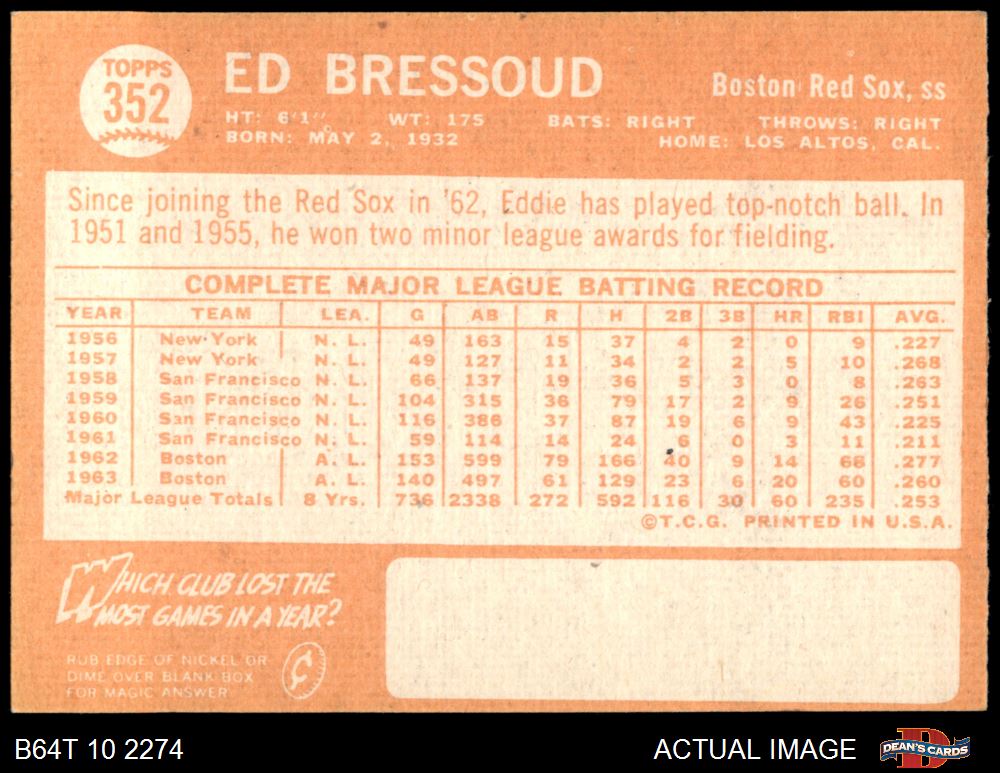 TOPPS
352
ED BRESSOUD
Boston Red Sox, SS
HT: 6'1" WT: 175 BATS: RIGHT THROWS: RIGHT
BORN: MAY 2, 1932 HOME: LOS ALTOS, CAL.
Since joining the Red Sox in '62, Eddie has played top-notch ball. In
1951 and 1955, he won two minor league awards for fielding.
COMPLETE MAJOR LEAGUE BATTING RECORD
YEAR TEAM LEA. G AB R H 2B 3B HR RBI AVG.
1956 New York N. L. 49 163 15 37 4 2 0 9 .227
1957 New York N. L. 49 127 11 34 2 2 5 10 .268
1958 San Francisco N. L. 66 137 19 36 5 3 0 8 .263
1959 San Francisco N. L. 104 315 36 79 17 2 9 26 .251
1960 San Francisco N. L. 116 386 37 87 19 6 9 43 .225
1961 San Francisco N. L. 59 114 14 24 6 0 3 11 .211
1962 Boston A. L. 153 599 79 166 40 9 14 68 .277
1963 Boston A. L. 140 497 61 129 23 6 20 60 .260
Major League Totals 8 Yrs. 736 2338 272 592 116 30 60 235 .253
©T.C.G. PRINTED IN U.S.A.
WHICH CLUB LOST THE
MOST GAMES IN A YEAR?
RUB EDGE OF NICKEL OR
DIME OVER BLANK BOX
FOR MAGIC ANSWER
¢
B64T 10 2274
ACTUAL IMAGE
DEAN'S CARDS